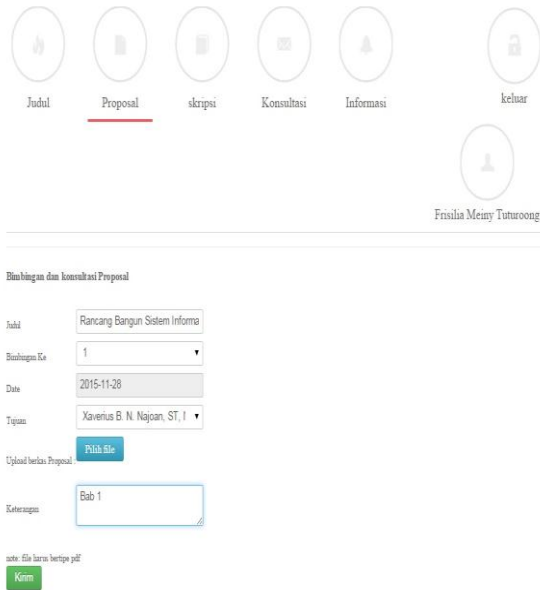 Judul Proposal skripsi Konsultasi Informasi keluar
Frisilia Meiny Tuturoong
Bimbingan dan konsultasi Proposal
Judul Rancang Bangun Sistem Informa
Bimbingan Ke 1
Date 2015-11-28
Tujuan Xaverius B. N. Najoan, ST,
Pilih file
Upload berkas Proposal :
Keterangan Bab 1
note: file harus bertipe pdf
Kirim